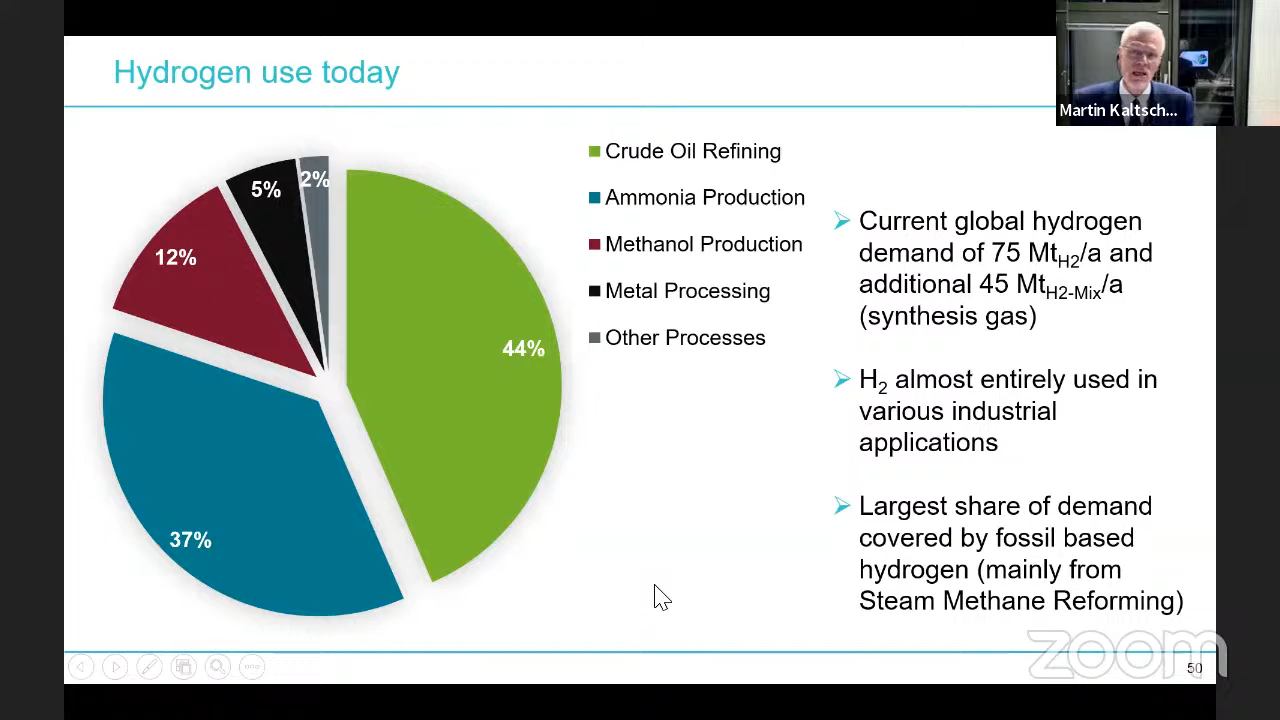 Hydrogen use today
Martin Kaltsch...
5%
2%
12%
44%
37%
Crude Oil Refining
Ammonia Production
Methanol Production
Metal Processing
Other Processes
Current global hydrogen
demand of 75 MtH2/a and
additional 45 MtH2-Mix/a
(synthesis gas)
H2 almost entirely used in
various industrial
applications
Largest share of demand
covered by fossil based
hydrogen (mainly from
Steam Methane Reforming)
zoom
50